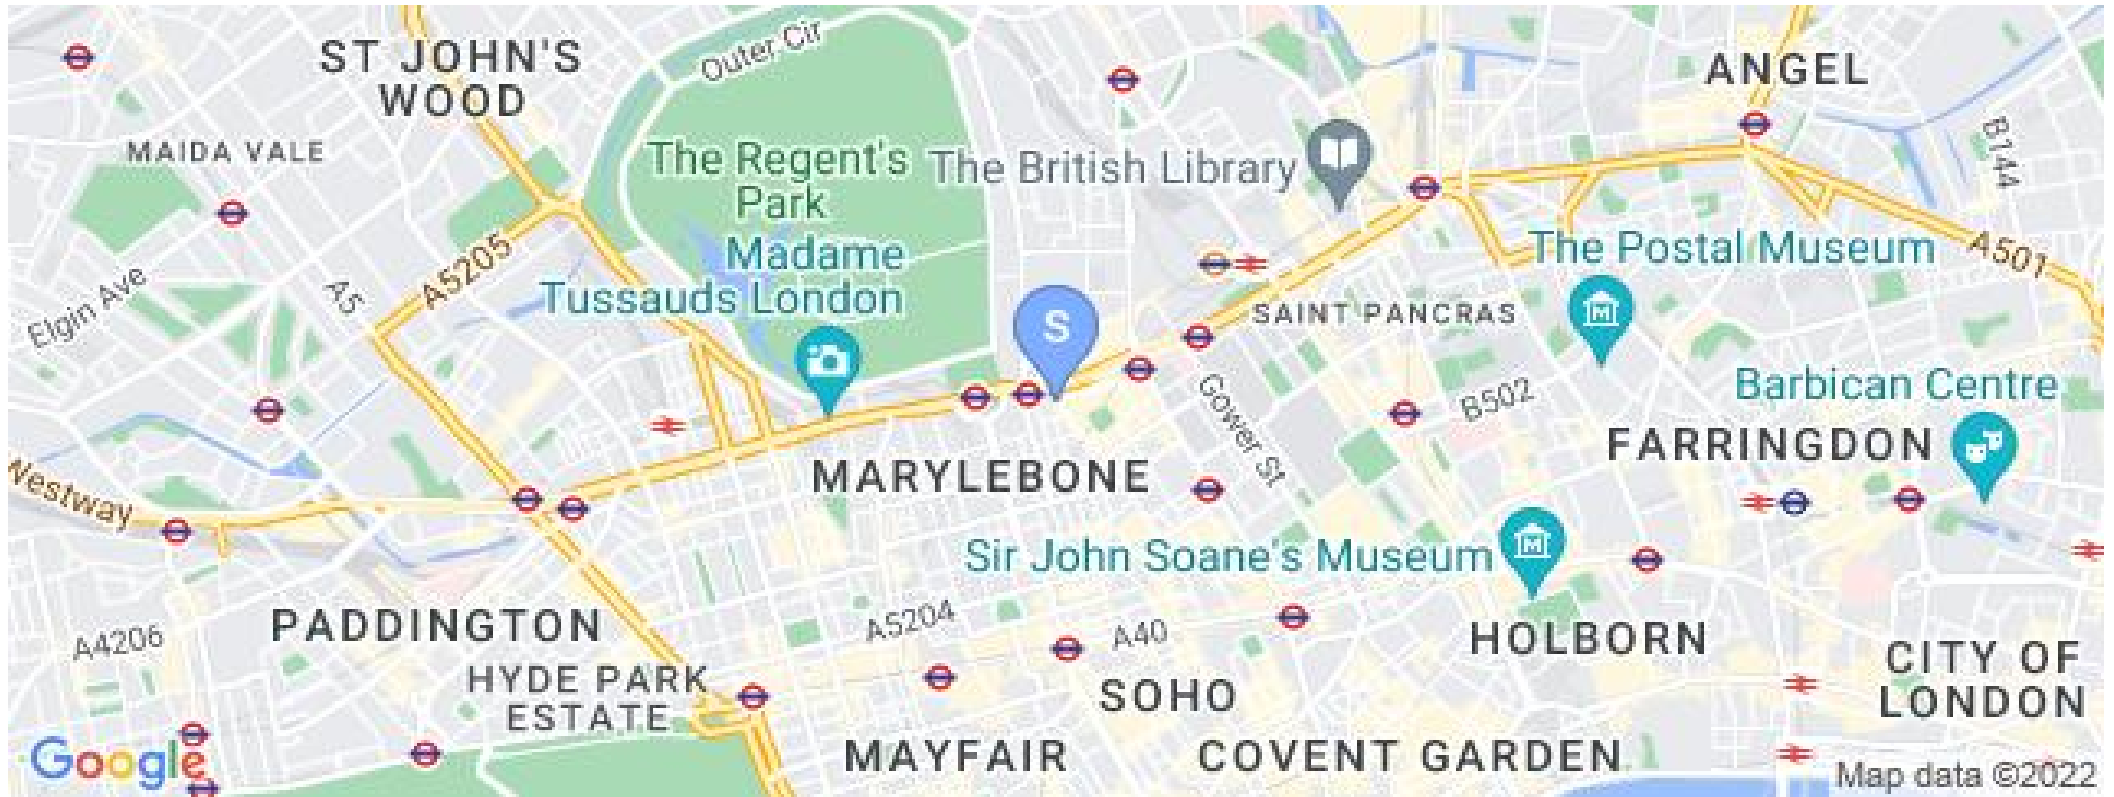 ST JOHN'S
WOOD
Outer Cir
ANGEL
MAIDA VALE
The Regent's
Park
The British Library
B144
Madame
Tussauds London
A5205
A5
Elgin Ave
S
SAINT PANCRAS
The Postal Museum
A501
Gower St
B502
Barbican Centre
FARRINGDON
MARYLEBONE
Westway
Sir John Soane's Museum
PADDINGTON
A4206
A5204
A40
HOLBORN
HYDE PARK
ESTATE
SOHO
CITY OF
LONDON
MAYFAIR
COVENT GARDEN
Google
Map data ©2022